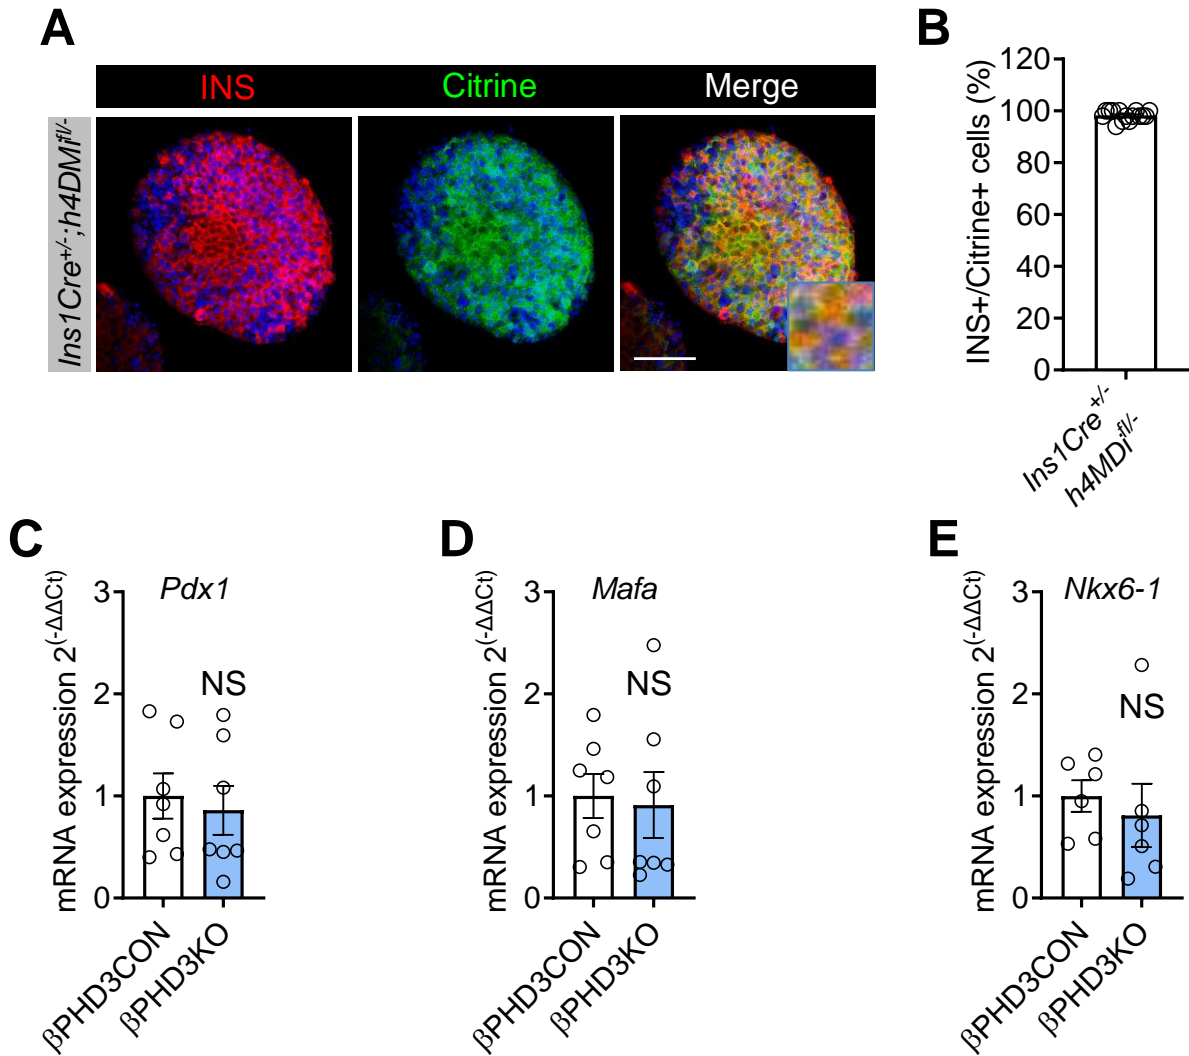 A
INS
Citrine
Merge
Ins1Cre+/-;h4DMifl/-
B
INS+/Citrine+ cells (%)
120
100
80
60
40
20
0
Ins1Cre+/-
h4MDi;fl/-
C
mRNA expression 2(-ΔΔCt)
Pdx1
3
2
1
0
NS
βPHD3CON
βPHD3KO
D
mRNA expression 2(-ΔΔCt)
Mafa
3
2
1
0
NS
βPHD3CON
βPHD3KO
E
mRNA expression 2(-ΔΔCt)
Nkx6-1
3
2
1
0
NS
βPHD3CON
βPHD3KO